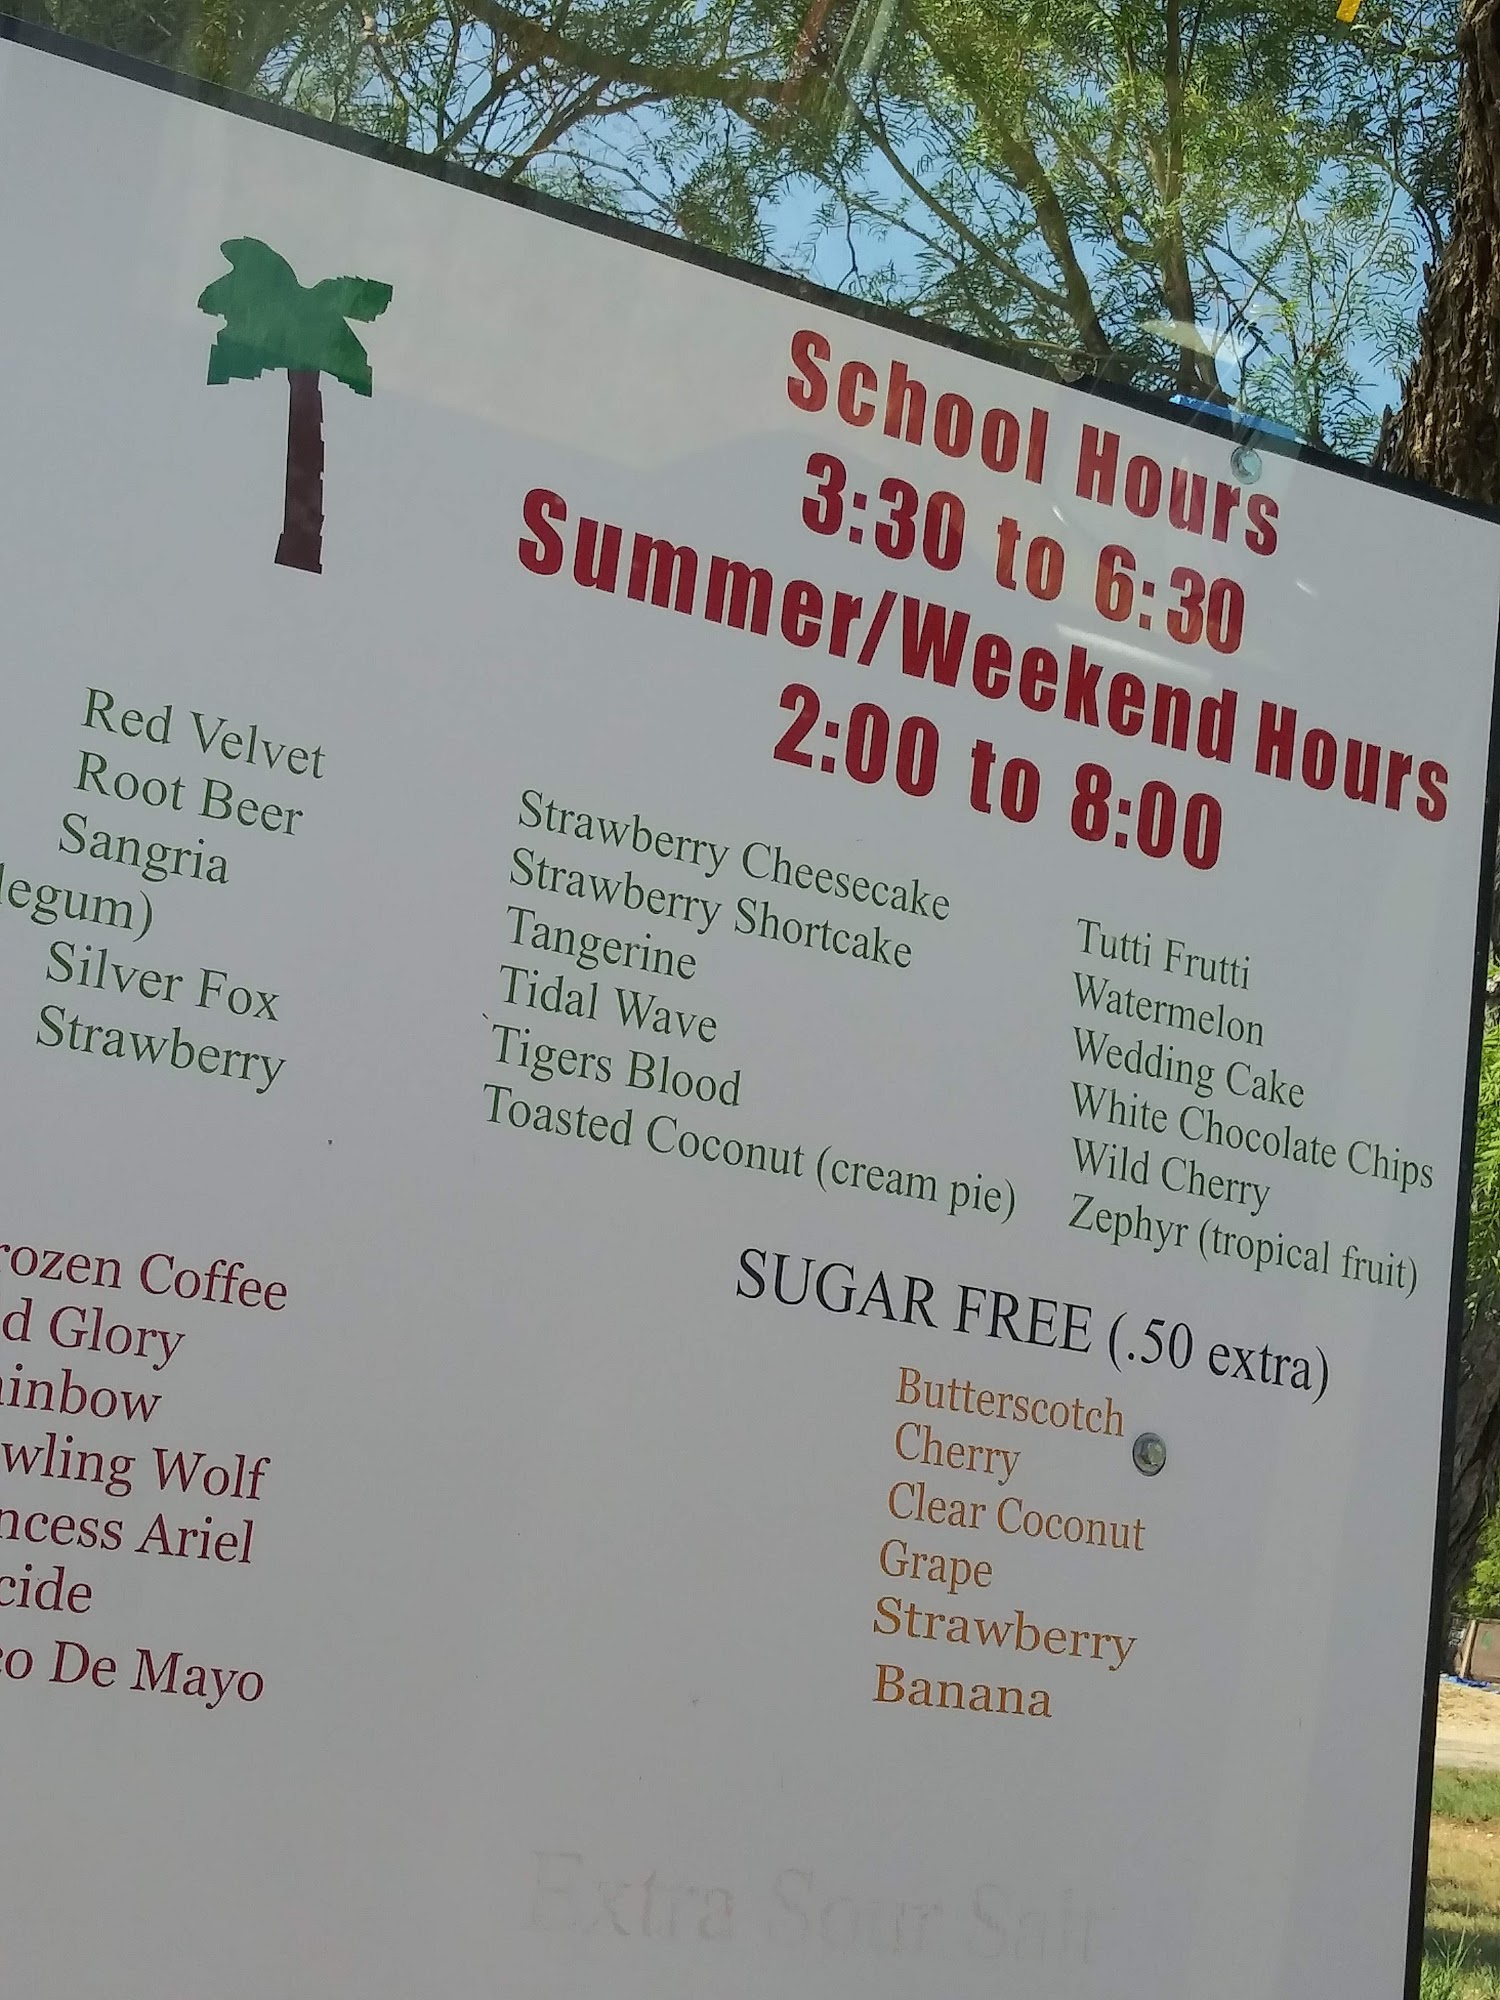 School Hours
3:30 to 6:30
Summer/Weekend Hours
2:00 to 8:00
Red Velvet
Root Beer
Sangria
legum)
Silver Fox
Strawberry
Strawberry Cheesecake
Strawberry Shortcake
Tangerine
Tidal Wave
Tigers Blood
Toasted Coconut (cream pie)
Tutti Frutti
Watermelon
Wedding Cake
White Chocolate Chips
Wild Cherry
Zephyr (tropical fruit)
rozen Coffee
d Glory
ainbow
wling Wolf
ncess Ariel
cide
co De Mayo
SUGAR FREE (.50 extra)
Butterscotch
Cherry
Clear Coconut
Grape
Strawberry
Banana
Extra Sour Salt